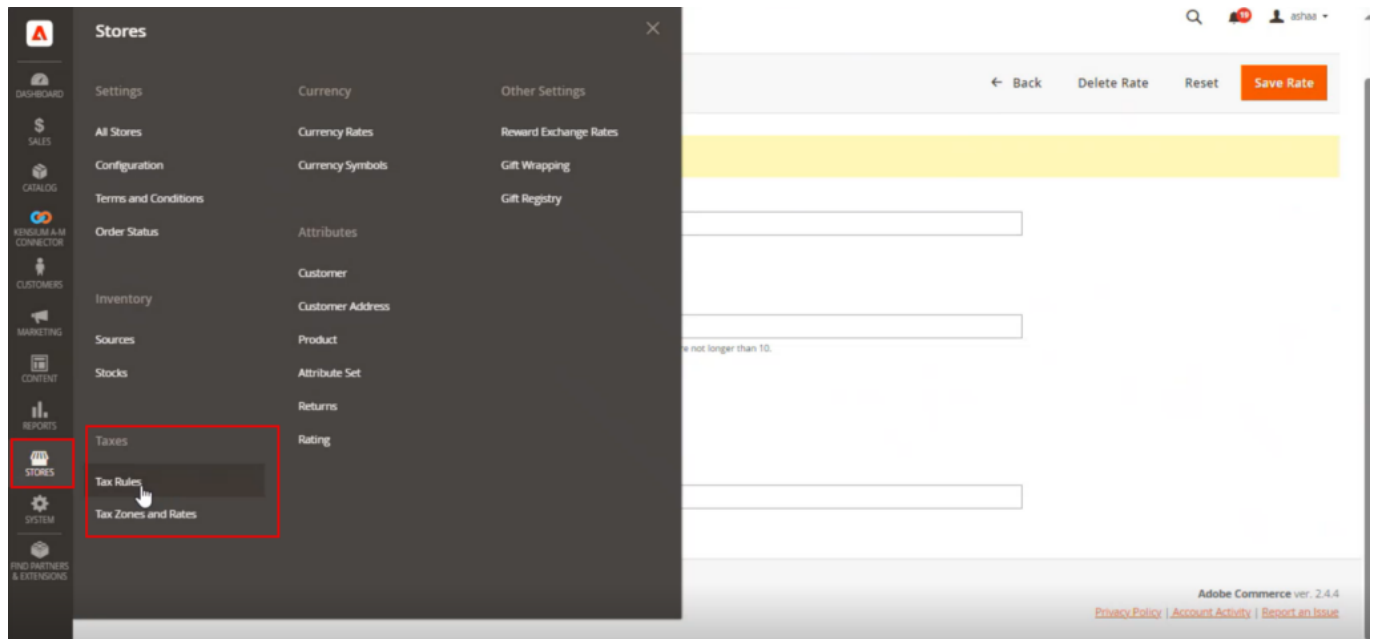 DASHBOARD
SALES
CATALOG
KENSIUM A-M
CONNECTOR
CUSTOMERS
MARKETING
CONTENT
REPORTS
STORES
SYSTEM
FIND PARTNERS
& EXTENSIONS
Stores
Settings
All Stores
Configuration
Terms and Conditions
Order Status
Inventory
Sources
Stocks
Taxes
Tax Rules
Tax Zones and Rates
Currency
Currency Rates
Currency Symbols
Attributes
Customer
Customer Address
Product
Attribute Set
Returns
Rating
Other Settings
Reward Exchange Rates
Gift Wrapping
Gift Registry
ashaa
← Back Delete Rate Reset Save Rate
not longer than 10.
Adobe Commerce ver. 2.4.4
Privacy Policy | Account Activity | Report an Issue